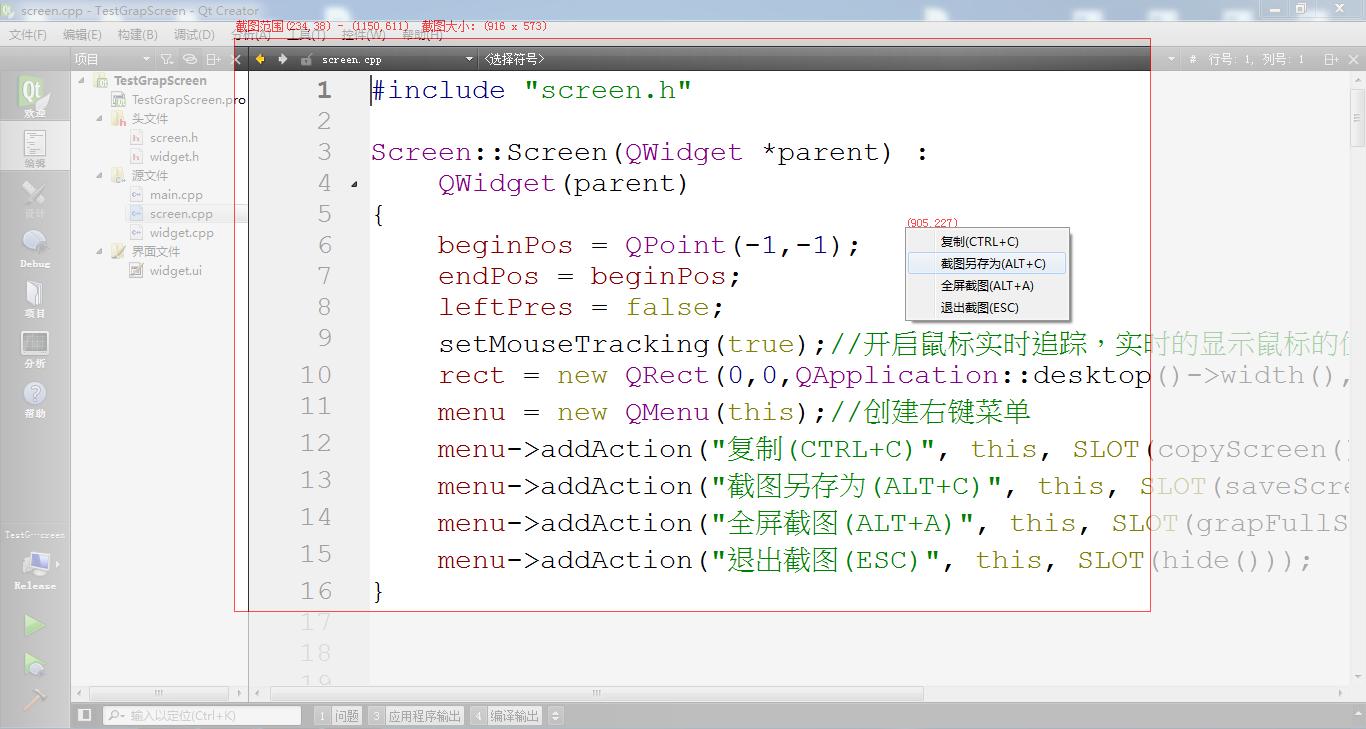 screen.cpp - TestGrapScreen - Qt Creator
截图范围(234,38) - (1150,611)  截图大小: (916 x 573)
文件(F) 编辑(E) 构建(B) 调试(D) 分析(A) 工具(T) 控件(W) 帮助(H)
项目
screen.cpp
<选择符号>
# 行号: 1, 列号: 1
Qt
欢迎
编辑
设计
Debug
项目
分析
帮助
TestG···creen
Release
TestGrapScreen
TestGrapScreen.pro
头文件
screen.h
widget.h
源文件
main.cpp
screen.cpp
widget.cpp
界面文件
widget.ui
1 #include "screen.h"
2
3 Screen::Screen(QWidget *parent) :
4     QWidget(parent)
5 {
6     beginPos = QPoint(-1,-1);
7     endPos = beginPos;
8     leftPres = false;
9     setMouseTracking(true);//开启鼠标实时追踪，实时的显示鼠标的
10     rect = new QRect(0,0,QApplication::desktop()->width(),
11     menu = new QMenu(this);//创建右键菜单
12     menu->addAction("复制(CTRL+C)", this, SLOT(copyScreen()
13     menu->addAction("截图另存为(ALT+C)", this, SLOT(saveScre
14     menu->addAction("全屏截图(ALT+A)", this, SLOT(grapFullS
15     menu->addAction("退出截图(ESC)", this, SLOT(hide()));
16 }
17
18
19
(905,227)
复制(CTRL+C)
截图另存为(ALT+C)
全屏截图(ALT+A)
退出截图(ESC)
输入以定位(Ctrl+K)
1 问题 3 应用程序输出 4 编译输出